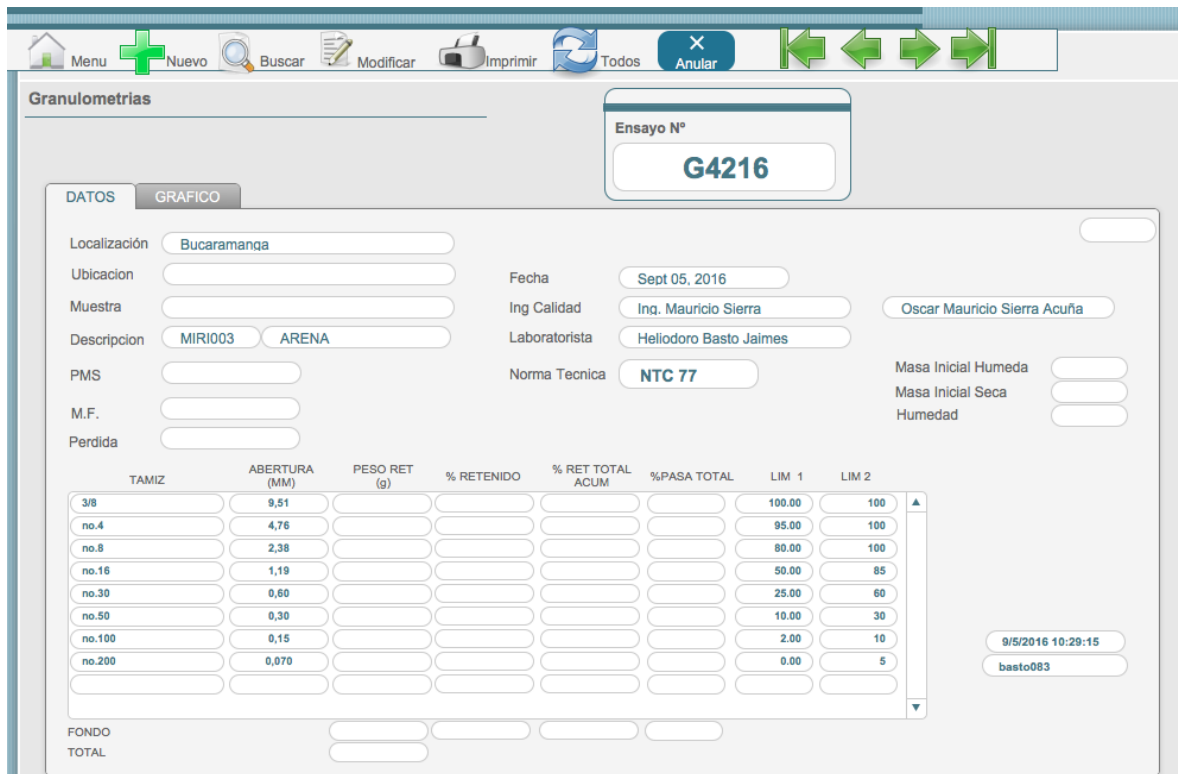 Menu Nuevo Buscar Modificar Imprimir Todos × Anular
Granulometrias
Ensayo Nº
G4216
DATOS GRAFICO
Localización Bucaramanga
Ubicacion
Fecha Sept 05, 2016
Muestra
Ing Calidad Ing. Mauricio Sierra Oscar Mauricio Sierra Acuña
Descripcion MIRI003 ARENA
Laboratorista Heliodoro Basto Jaimes
PMS
Norma Tecnica NTC 77
Masa Inicial Humeda
Masa Inicial Seca
M.F.
Humedad
Perdida
TAMIZ ABERTURA (MM) PESO RET (g) % RETENIDO % RET TOTAL ACUM %PASA TOTAL LIM 1 LIM 2
3/8 9,51 100.00 100
no.4 4,76 95.00 100
no.8 2,38 80.00 100
no.16 1,19 50.00 85
no.30 0,60 25.00 60
no.50 0,30 10.00 30
no.100 0,15 2.00 10
no.200 0,070 0.00 5
9/5/2016 10:29:15
basto083
FONDO
TOTAL